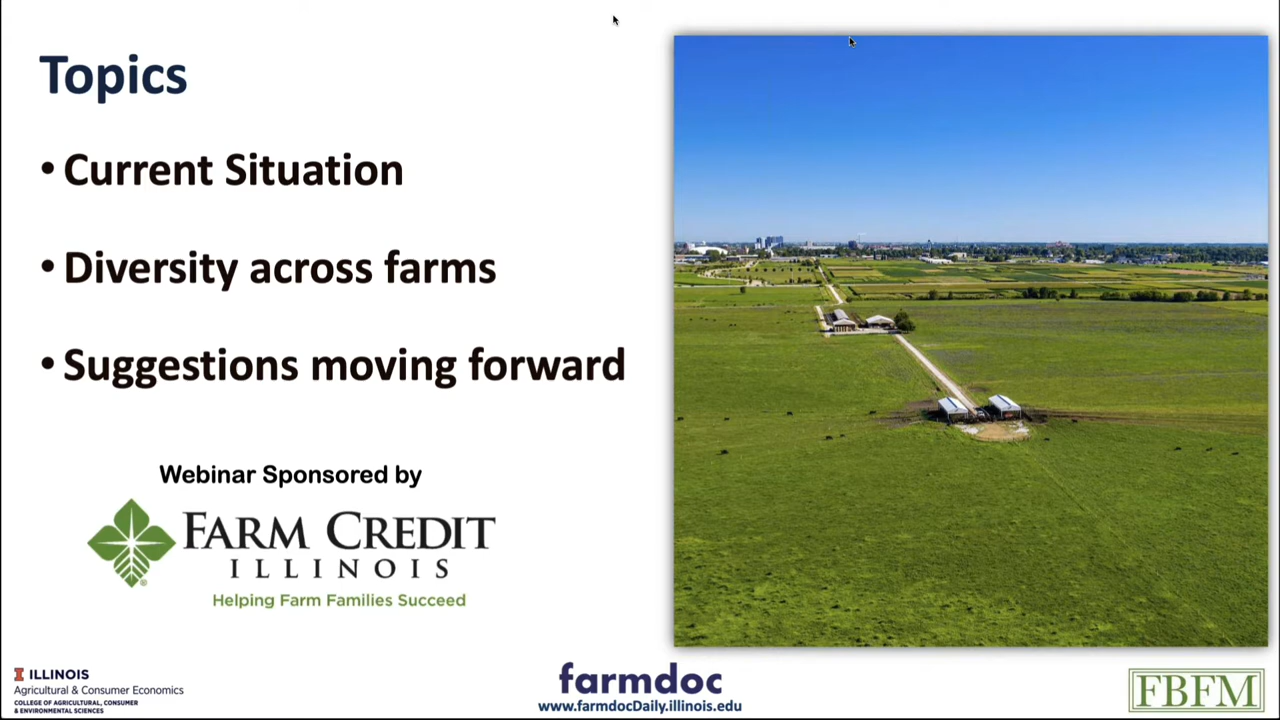 Topics
• Current Situation
• Diversity across farms
• Suggestions moving forward
Webinar Sponsored by
FARM CREDIT
ILLINOIS
Helping Farm Families Succeed
I ILLINOIS
Agricultural & Consumer Economics
COLLEGE OF AGRICULTURAL, CONSUMER
& ENVIRONMENTAL SCIENCES
farmdoc
www.farmdocDaily.illinois.edu
FBFM